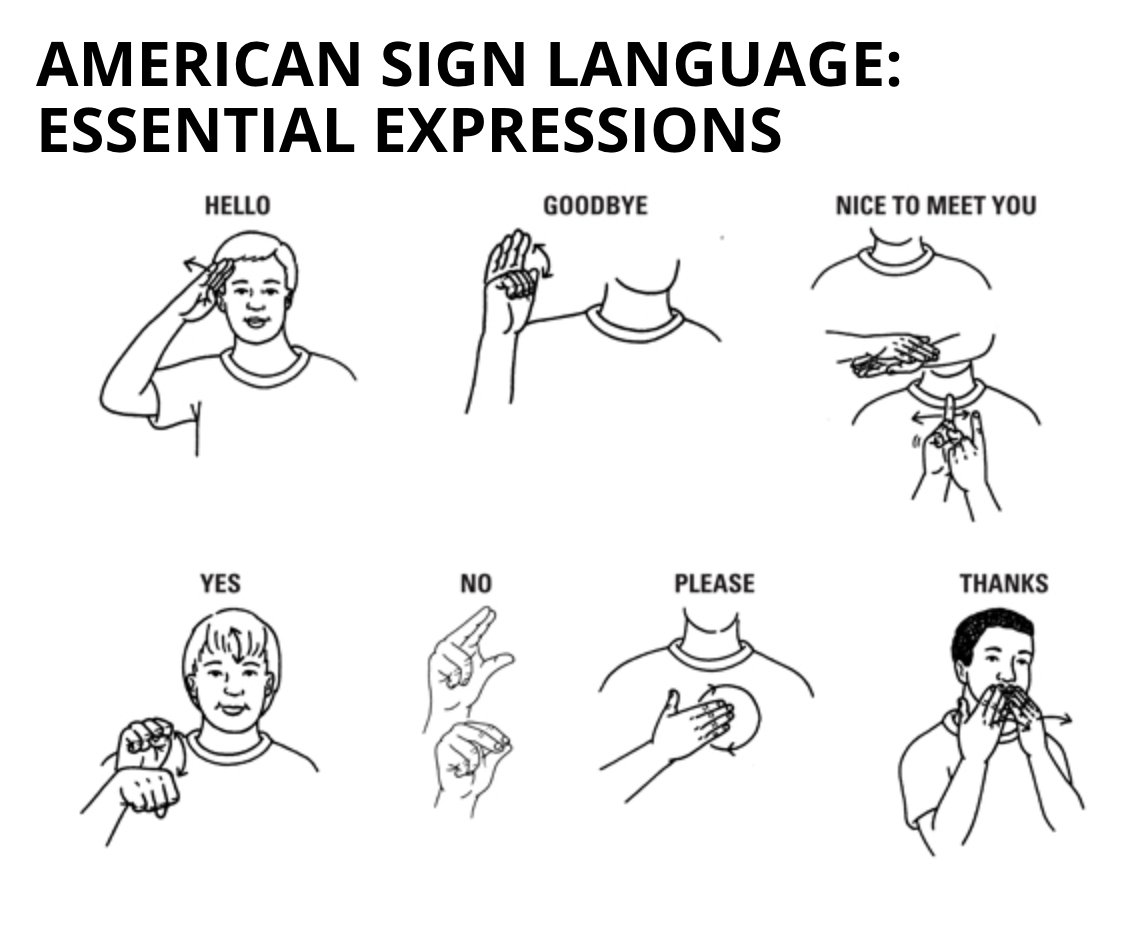 AMERICAN SIGN LANGUAGE:
ESSENTIAL EXPRESSIONS
HELLO
GOODBYE
NICE TO MEET YOU
YES
NO
PLEASE
THANKS